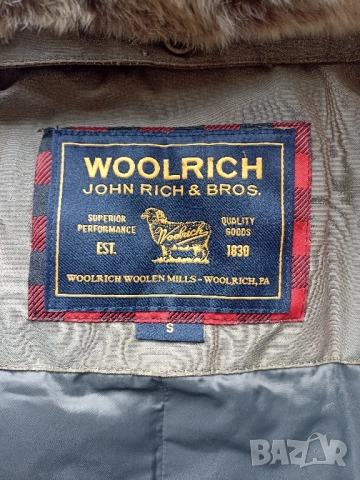 WOOLRICH
JOHN RICH & BROS.
SUPERIOR PERFORMANCE
Woolrich
QUALITY GOODS
EST.
1830
WOOLRICH WOOLEN MILLS - WOOLRICH, PA
S
BAZAR